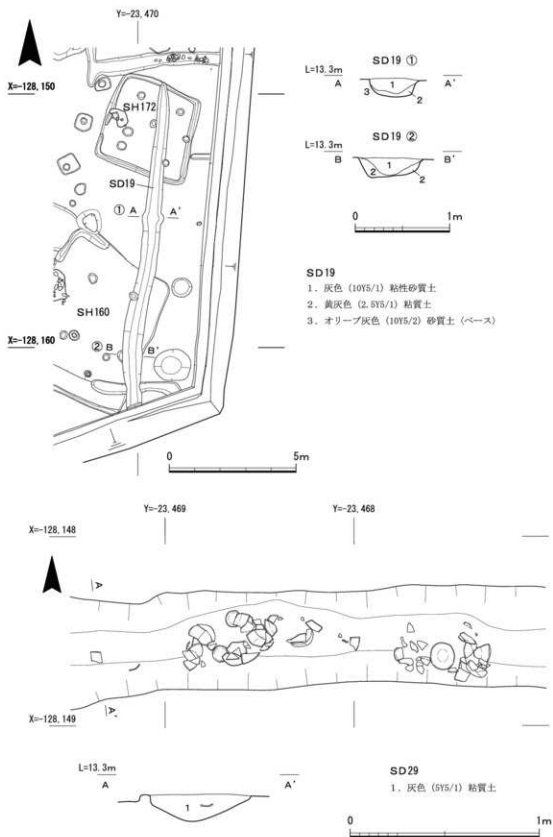 Y=-23,470
X=-128,150
SH172
SD19
① A A'
SH160
X=-128,160
② B B'
0 5m
SD19 ①
L=13.3m
A A'
1
3
2
SD19 ②
L=13.3m
B B'
1
2
2
0 1m
SD19
1. 灰色 (10Y5/1) 粘性砂質土
2. 黄灰色 (2.5Y5/1) 粘質土
3. オリーブ灰色 (10Y5/2) 砂質土 (ベース)
Y=-23,469 Y=-23,468
X=-128,148
A
A'
X=-128,149
L=13.3m
A A'
1
SD29
1. 灰色 (5Y5/1) 粘質土
0 1m